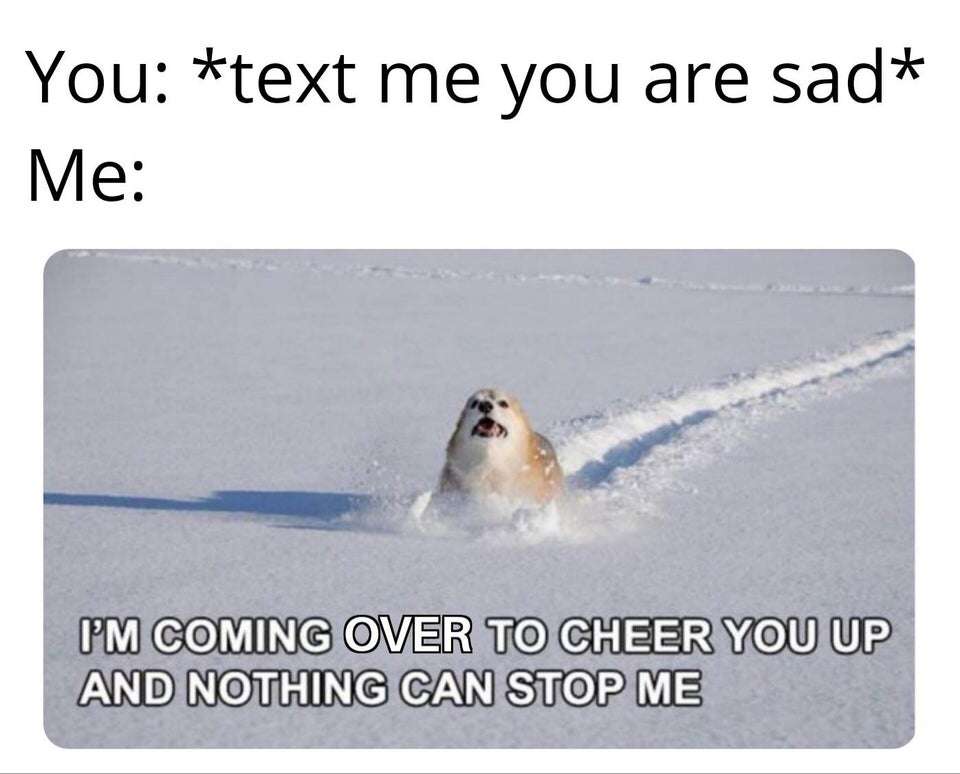 You: *text me you are sad*
Me:
I'M COMING OVER TO CHEER YOU UP
AND NOTHING CAN STOP ME